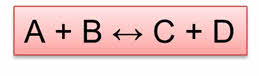 A + B ↔ C + D